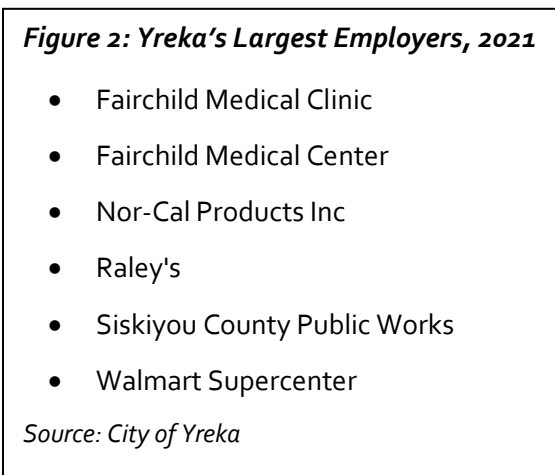 Figure 2: Yreka’s Largest Employers, 2021
• Fairchild Medical Clinic
• Fairchild Medical Center
• Nor-Cal Products Inc
• Raley's
• Siskiyou County Public Works
• Walmart Supercenter
Source: City of Yreka